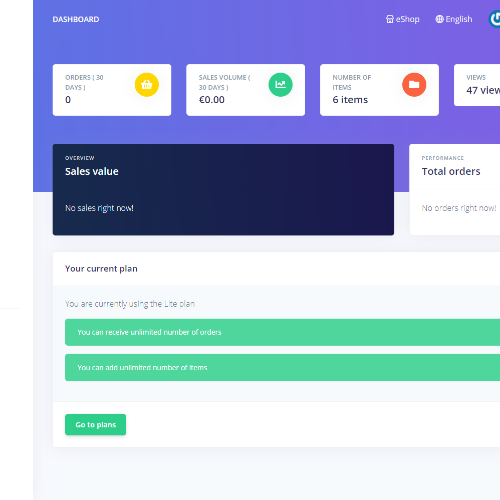 DASHBOARD
eShop
English
ORDERS ( 30
DAYS )
0
SALES VOLUME (
30 DAYS )
€0.00
NUMBER OF
ITEMS
6 items
VIEWS
47 view
OVERVIEW
Sales value
No sales right now!
PERFORMANCE
Total orders
No orders right now!
Your current plan
You are currently using the Lite plan
You can receive unlimited number of orders
You can add unlimited number of items
Go to plans